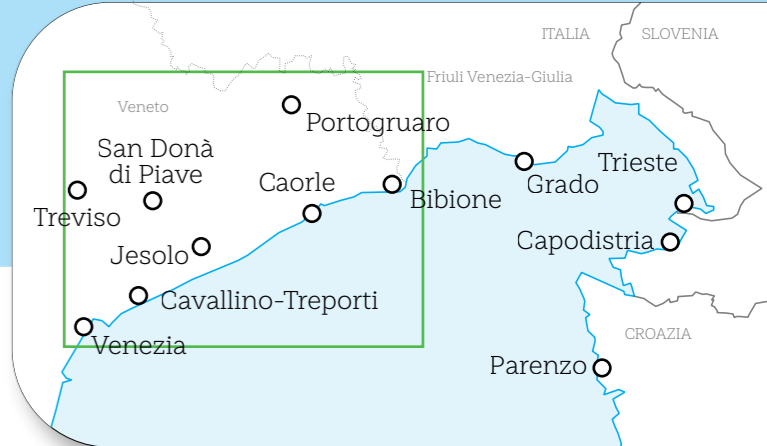 ITALIA
SLOVENIA
Friuli Venezia-Giulia
Veneto
Portogruaro
San Donà
di Piave
Trieste
Caorle
Grado
Bibione
Treviso
Capodistria
Jesolo
Cavallino-Treporti
CROAZIA
Venezia
Parenzo